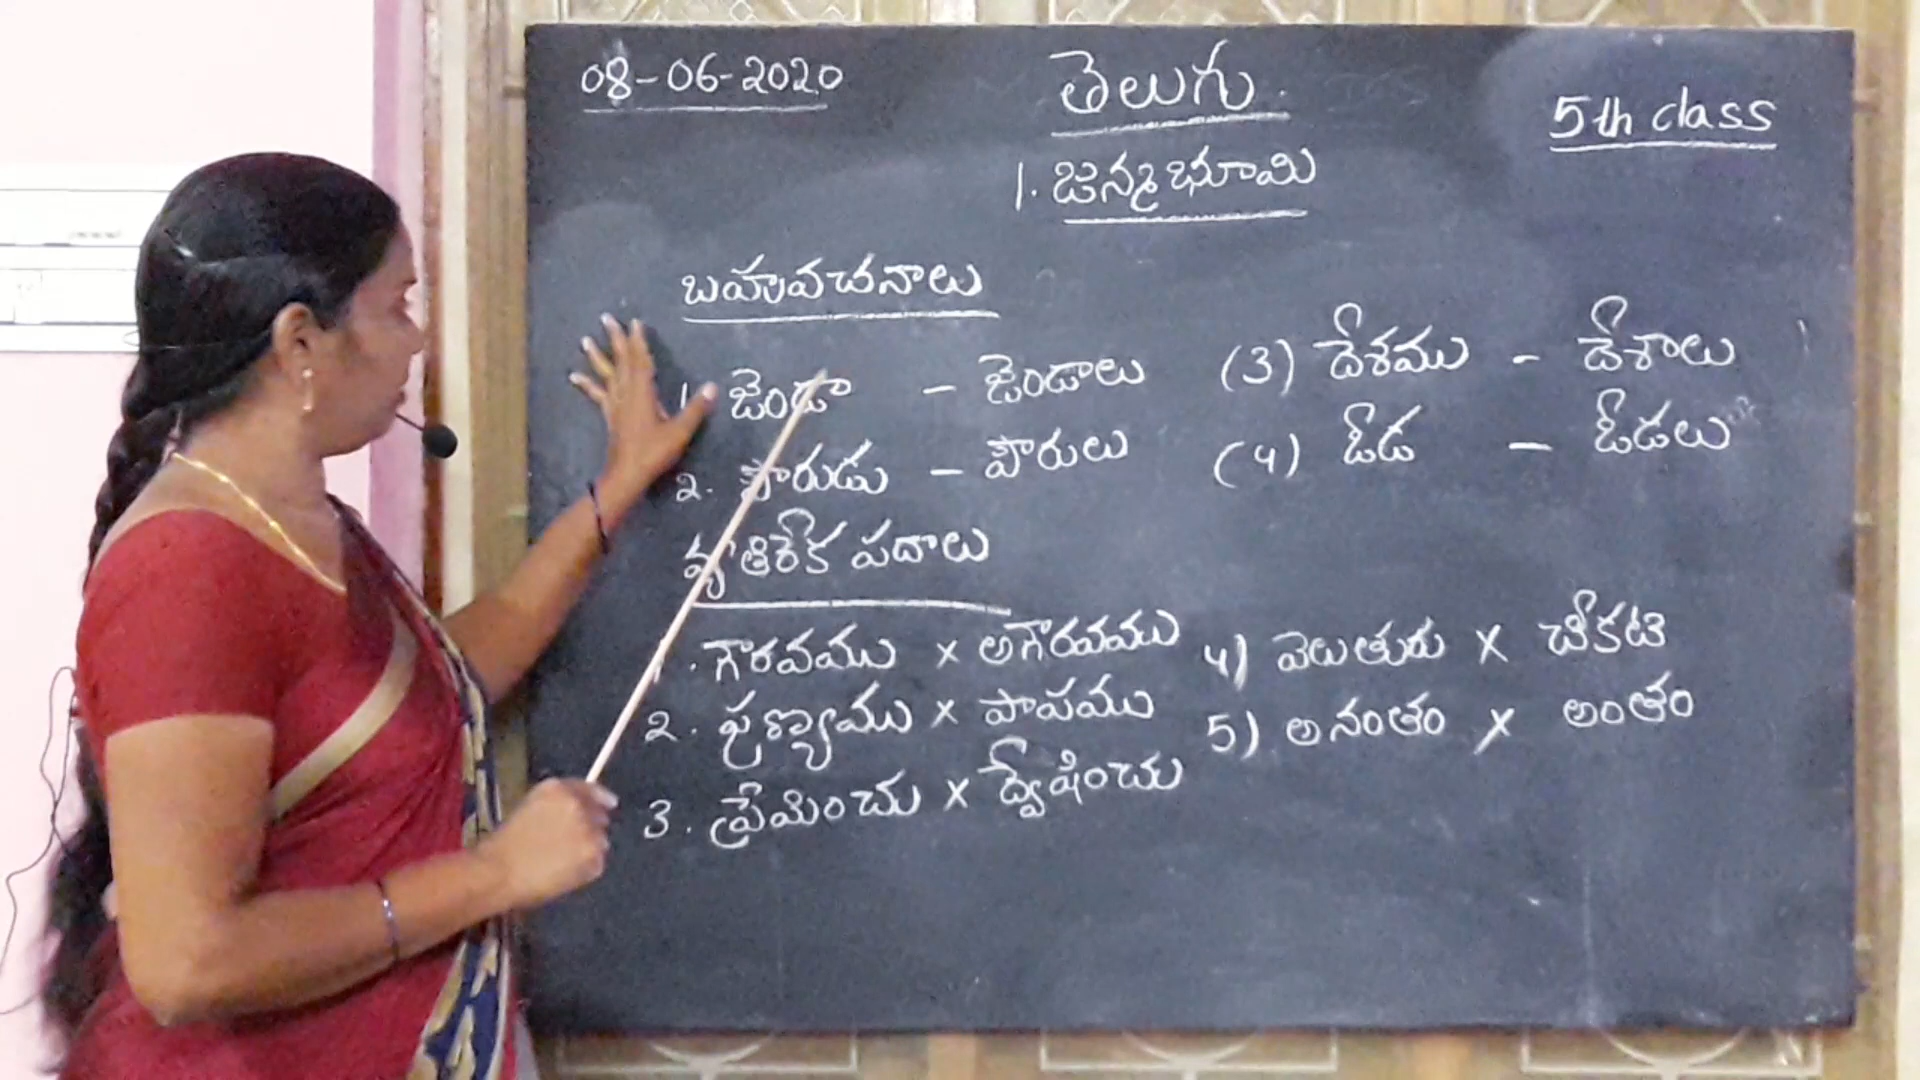 08-06-2020
తెలుగు
5th class
1. జన్మభూమి
బహువచనాలు
1. జెండా - జెండాలు (3) దేశము - దేశాలు
2. పౌరుడు - పౌరులు (4) ఓడ - ఓడలు
వ్యతిరేక పదాలు
1. గౌరవము x అగౌరవము 4) వెలుతురు x చీకటి
2. పుణ్యాము x పాపము 5) అనంతం x అంతం
3. ప్రేమించు x ద్వేషించు